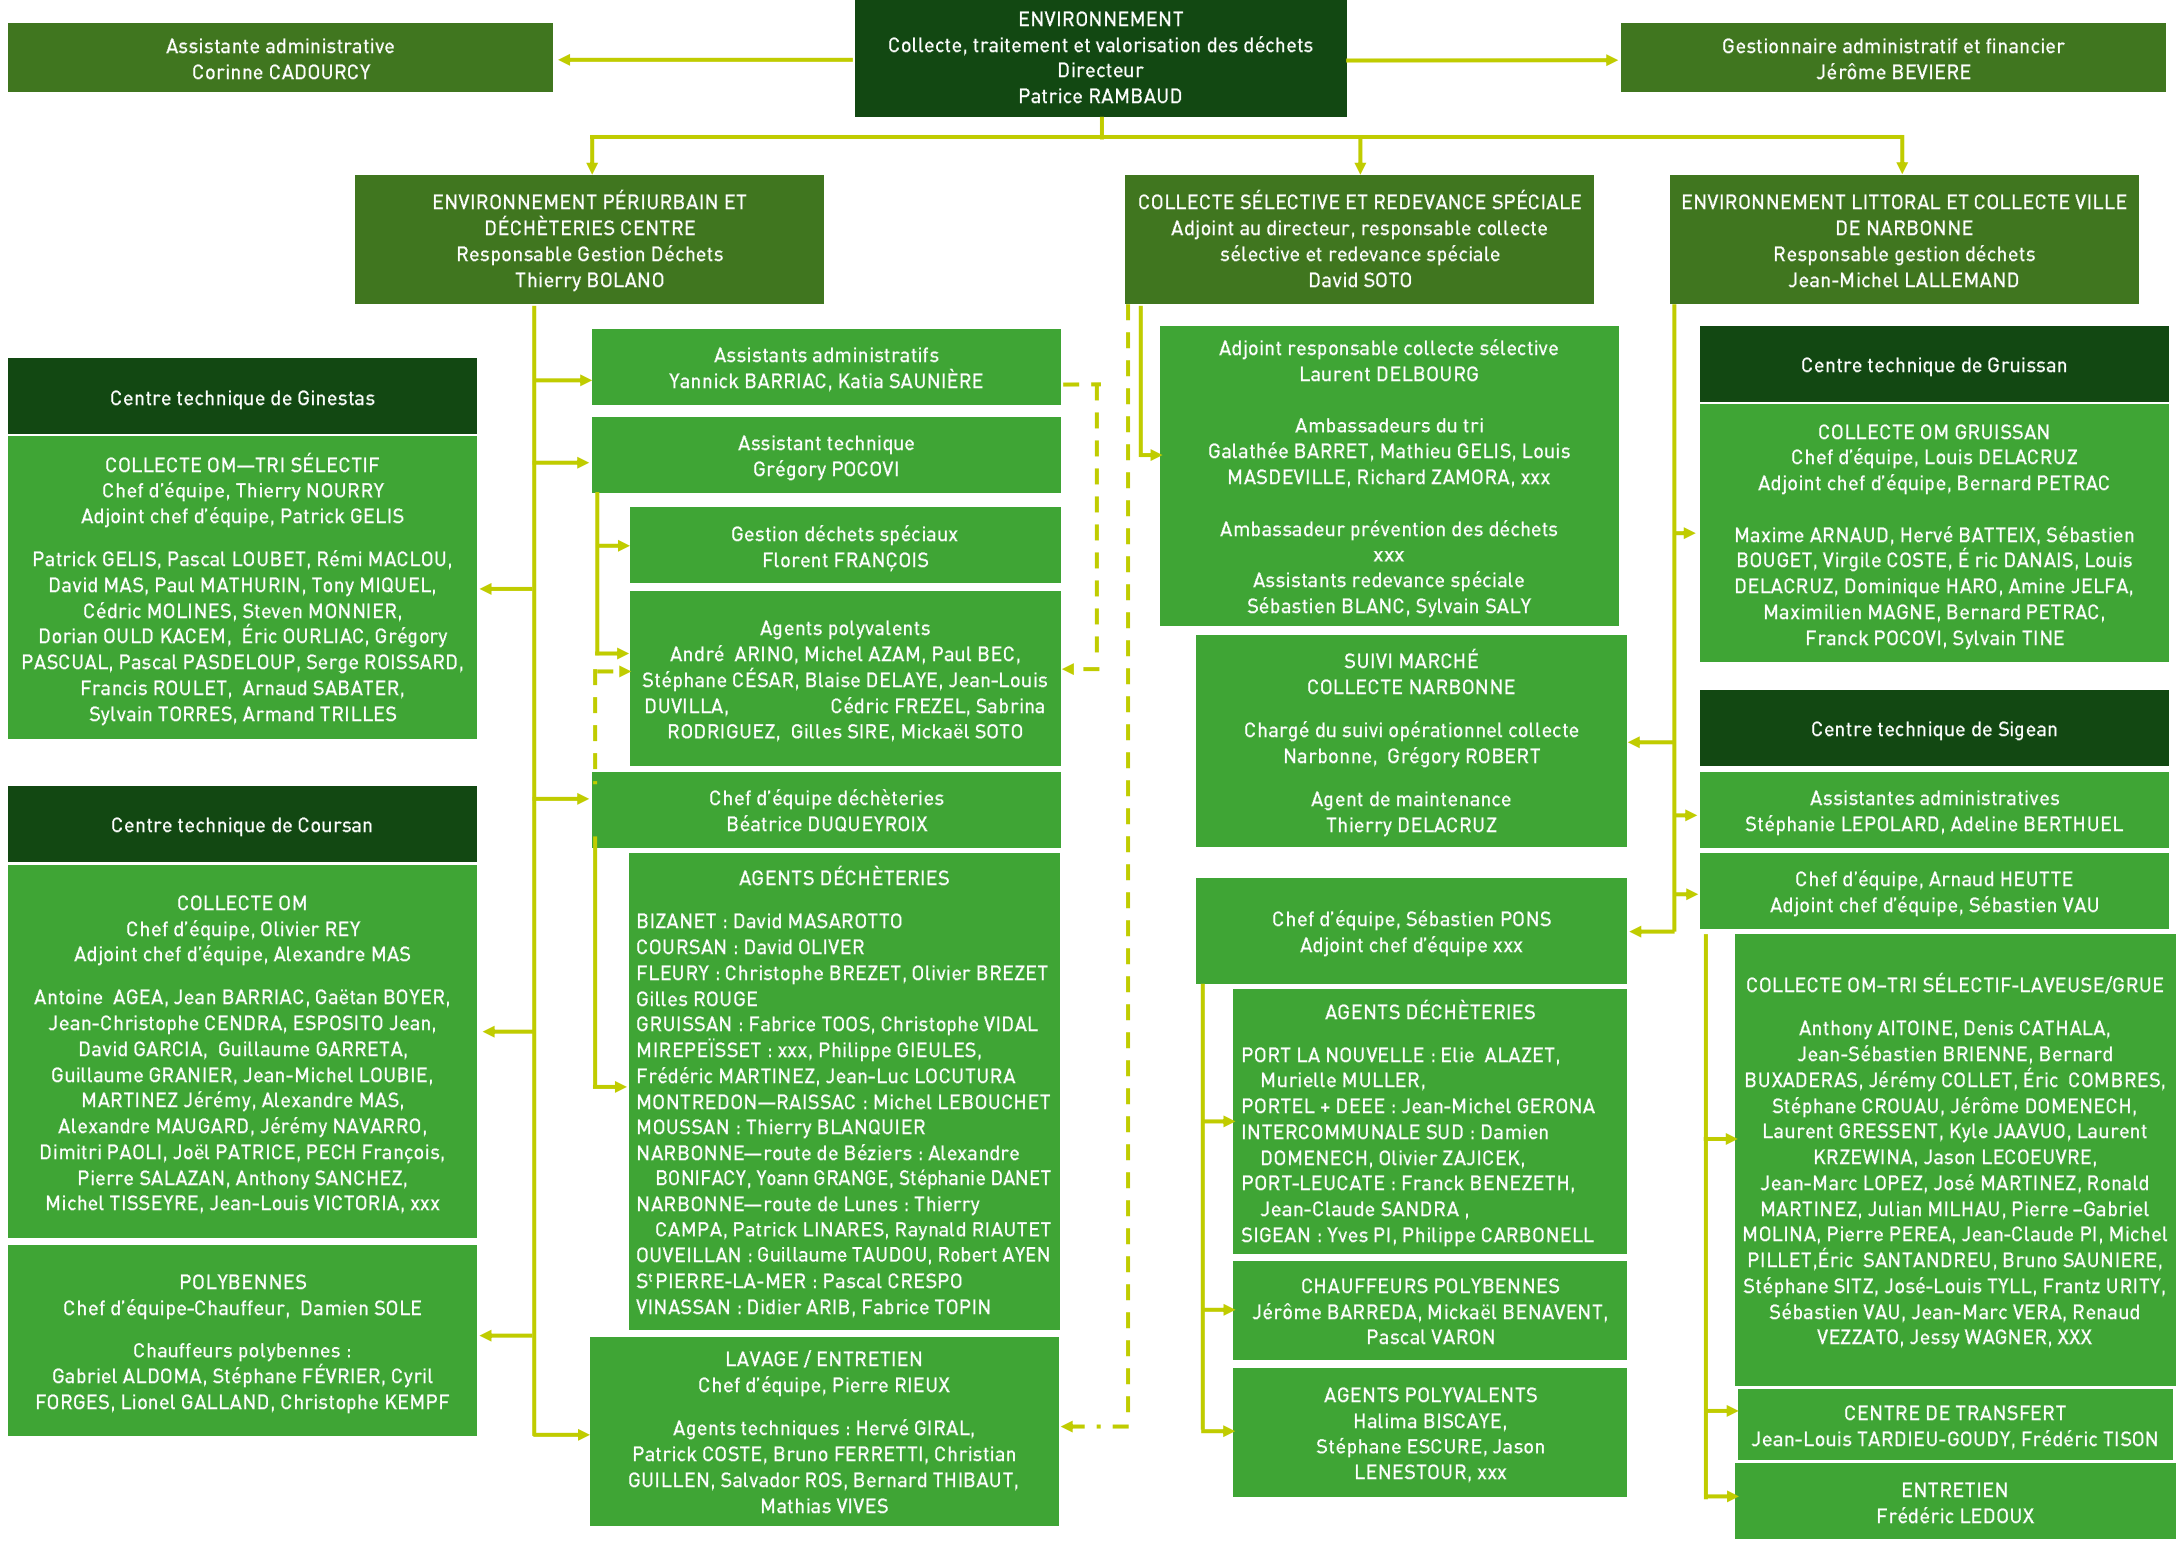 Assistante administrative
Corinne CADOURCY
ENVIRONNEMENT
Collecte, traitement et valorisation des déchets
Directeur
Patrice RAMBAUD
Gestionnaire administratif et financier
Jérôme BEVIERE
ENVIRONNEMENT PÉRIURBAIN ET
DÉCHÈTERIES CENTRE
Responsable Gestion Déchets
Thierry BOLANO
COLLECTE SÉLECTIVE ET REDEVANCE SPÉCIALE
Adjoint au directeur, responsable collecte
sélective et redevance spéciale
David SOTO
ENVIRONNEMENT LITTORAL ET COLLECTE VILLE
DE NARBONNE
Responsable gestion déchets
Jean-Michel LALLEMAND
Centre technique de Ginestas
COLLECTE OM—TRI SÉLECTIF
Chef d'équipe, Thierry NOURRY
Adjoint chef d'équipe, Patrick GELIS
Patrick GELIS, Pascal LOUBET, Rémi MACLOU,
David MAS, Paul MATHURIN, Tony MIQUEL,
Cédric MOLINES, Steven MONNIER,
Dorian OULD KACEM, Éric OURLIAC, Grégory
PASCUAL, Pascal PASDELOUP, Serge ROISSARD,
Francis ROULET, Arnaud SABATER,
Sylvain TORRES, Armand TRILLES
Centre technique de Coursan
COLLECTE OM
Chef d'équipe, Olivier REY
Adjoint chef d'équipe, Alexandre MAS
Antoine AGEA, Jean BARRIAC, Gaëtan BOYER,
Jean-Christophe CENDRA, ESPOSITO Jean,
David GARCIA, Guillaume GARRETA,
Guillaume GRANIER, Jean-Michel LOUBIE,
MARTINEZ Jérémy, Alexandre MAS,
Alexandre MAUGARD, Jérémy NAVARRO,
Dimitri PAOLI, Joël PATRICE, PECH François,
Pierre SALAZAN, Anthony SANCHEZ,
Michel TISSEYRE, Jean-Louis VICTORIA, xxx
POLYBENNES
Chef d'équipe-Chauffeur, Damien SOLE
Chauffeurs polybennes :
Gabriel ALDOMA, Stéphane FÉVRIER, Cyril
FORGES, Lionel GALLAND, Christophe KEMPF
Assistants administratifs
Yannick BARRIAC, Katia SAUNIÈRE
Assistant technique
Grégory POCOVI
Gestion déchets spéciaux
Florent FRANÇOIS
Agents polyvalents
André ARINO, Michel AZAM, Paul BEC,
Stéphane CÉSAR, Blaise DELAYE, Jean-Louis
DUVILLA, Cédric FREZEL, Sabrina
RODRIGUEZ, Gilles SIRE, Mickaël SOTO
Chef d'équipe déchèteries
Béatrice DUQUEYROIX
AGENTS DÉCHÈTERIES
BIZANET : David MASAROTTO
COURSAN : David OLIVER
FLEURY : Christophe BREZET, Olivier BREZET
Gilles ROUGE
GRUISSAN : Fabrice TOOS, Christophe VIDAL
MIREPEÏSSET : xxx, Philippe GIEULES,
Frédéric MARTINEZ, Jean-Luc LOCUTURA
MONTREDON—RAISSAC : Michel LEBOUCHET
MOUSSAN : Thierry BLANQUIER
NARBONNE—route de Béziers : Alexandre
BONIFACY, Yoann GRANGE, Stéphanie DANET
NARBONNE—route de Lunes : Thierry
CAMPA, Patrick LINARES, Raynald RIAUTET
OUVEILLAN : Guillaume TAUDOU, Robert AYEN
St PIERRE-LA-MER : Pascal CRESPO
VINASSAN : Didier ARIB, Fabrice TOPIN
LAVAGE / ENTRETIEN
Chef d'équipe, Pierre RIEUX
Agents techniques : Hervé GIRAL,
Patrick COSTE, Bruno FERRETTI, Christian
GUILLEN, Salvador ROS, Bernard THIBAUT,
Mathias VIVES
Adjoint responsable collecte sélective
Laurent DELBOURG
Ambassadeurs du tri
Galathée BARRET, Mathieu GELIS, Louis
MASDEVILLE, Richard ZAMORA, xxx
Ambassadeur prévention des déchets
xxx
Assistants redevance spéciale
Sébastien BLANC, Sylvain SALY
SUIVI MARCHÉ
COLLECTE NARBONNE
Chargé du suivi opérationnel collecte
Narbonne, Grégory ROBERT
Agent de maintenance
Thierry DELACRUZ
Chef d'équipe, Sébastien PONS
Adjoint chef d'équipe xxx
AGENTS DÉCHÈTERIES
PORT LA NOUVELLE : Elie ALAZET,
Murielle MULLER,
PORTEL + DEEE : Jean-Michel GERONA
INTERCOMMUNALE SUD : Damien
DOMENECH, Olivier ZAJICEK,
PORT-LEUCATE : Franck BENEZETH,
Jean-Claude SANDRA ,
SIGEAN : Yves PI, Philippe CARBONELL
CHAUFFEURS POLYBENNES
Jérôme BARREDA, Mickaël BENAVENT,
Pascal VARON
AGENTS POLYVALENTS
Halima BISCAYE,
Stéphane ESCURE, Jason
LENESTOUR, xxx
Centre technique de Gruissan
COLLECTE OM GRUISSAN
Chef d'équipe, Louis DELACRUZ
Adjoint chef d'équipe, Bernard PETRAC
Maxime ARNAUD, Hervé BATTEIX, Sébastien
BOUGET, Virgile COSTE, É ric DANAIS, Louis
DELACRUZ, Dominique HARO, Amine JELFA,
Maximilien MAGNE, Bernard PETRAC,
Franck POCOVI, Sylvain TINE
Centre technique de Sigean
Assistantes administratives
Stéphanie LEPOLARD, Adeline BERTHUEL
Chef d'équipe, Arnaud HEUTTE
Adjoint chef d'équipe, Sébastien VAU
COLLECTE OM–TRI SÉLECTIF-LAVEUSE/GRUE
Anthony AITOINE, Denis CATHALA,
Jean-Sébastien BRIENNE, Bernard
BUXADERAS, Jérémy COLLET, Éric COMBRES,
Stéphane CROUAU, Jérôme DOMENECH,
Laurent GRESSENT, Kyle JAAVUO, Laurent
KRZEWINA, Jason LECOEUVRE,
Jean-Marc LOPEZ, José MARTINEZ, Ronald
MARTINEZ, Julian MILHAU, Pierre –Gabriel
MOLINA, Pierre PEREA, Jean-Claude PI, Michel
PILLET,Éric SANTANDREU, Bruno SAUNIERE,
Stéphane SITZ, José-Louis TYLL, Frantz URITY,
Sébastien VAU, Jean-Marc VERA, Renaud
VEZZATO, Jessy WAGNER, XXX
CENTRE DE TRANSFERT
Jean-Louis TARDIEU-GOUDY, Frédéric TISON
ENTRETIEN
Frédéric LEDOUX